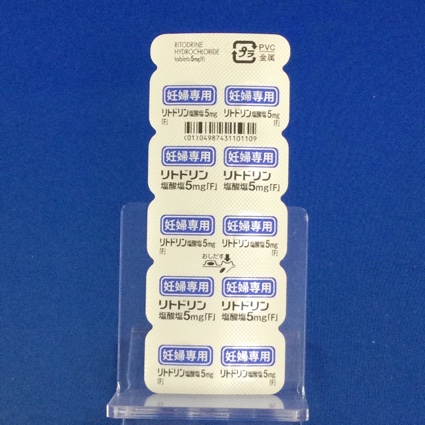 RITODRINE
HYDROCHLORIDE
tablets 5mg「F」
プラ
PVC
金属
妊婦専用 妊婦専用
リトドリン塩酸塩5mg「F」 リトドリン塩酸塩5mg「F」
(01)04987431101109
妊婦専用 妊婦専用
リトドリン リトドリン
塩酸塩5mg「F」 塩酸塩5mg「F」
妊婦専用 妊婦専用
リトドリン塩酸塩5mg「F」 リトドリン塩酸塩5mg「F」
おしだす
妊婦専用 妊婦専用
リトドリン リトドリン
塩酸塩5mg「F」 塩酸塩5mg「F」
妊婦専用 妊婦専用
リトドリン塩酸塩5mg「F」 リトドリン塩酸塩5mg「F」